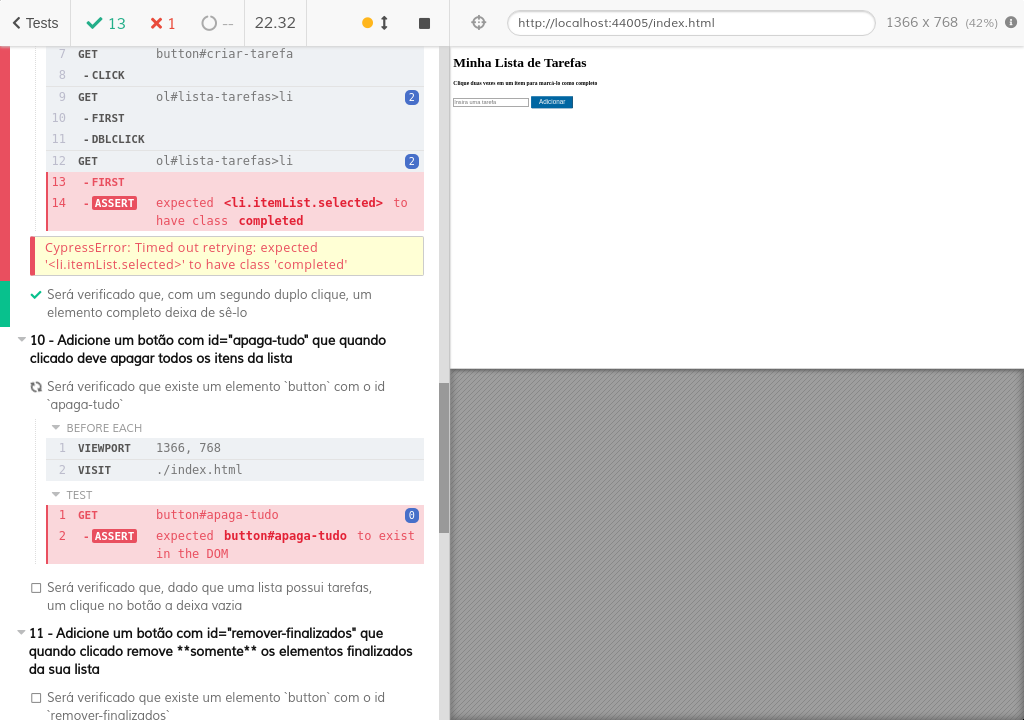 Tests
13
1
--
22.32
http://localhost:44005/index.html
1366 x 768 (42%)
7 GET button#criar-tarefa
8 - CLICK
9 GET ol#lista-tarefas>li 2
10 - FIRST
11 - DBLCLICK
12 GET ol#lista-tarefas>li 2
13 - FIRST
14 - ASSERT expected <li.itemList.selected> to
have class completed
CypressError: Timed out retrying: expected
'<li.itemList.selected>' to have class 'completed'
Será verificado que, com um segundo duplo clique, um
elemento completo deixa de sê-lo
10 - Adicione um botão com id="apaga-tudo" que quando
clicado deve apagar todos os itens da lista
Será verificado que existe um elemento `button` com o id
`apaga-tudo`
BEFORE EACH
1 VIEWPORT 1366, 768
2 VISIT ./index.html
TEST
1 GET button#apaga-tudo 0
2 - ASSERT expected button#apaga-tudo to exist
in the DOM
Será verificado que, dado que uma lista possui tarefas,
um clique no botão a deixa vazia
11 - Adicione um botão com id="remover-finalizados" que
quando clicado remove **somente** os elementos finalizados
da sua lista
Será verificado que existe um elemento `button` com o id
`remover-finalizados`
Minha Lista de Tarefas
Clique duas vezes em um item para marcá-lo como completo
Insira uma tarefa
Adicionar